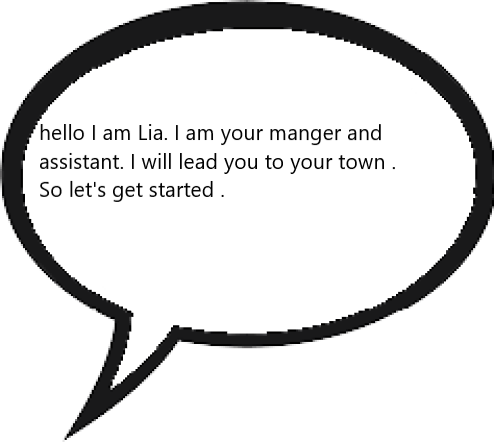 hello I am Lia. I am your manger and
assistant. I will lead you to your town .
So let's get started .